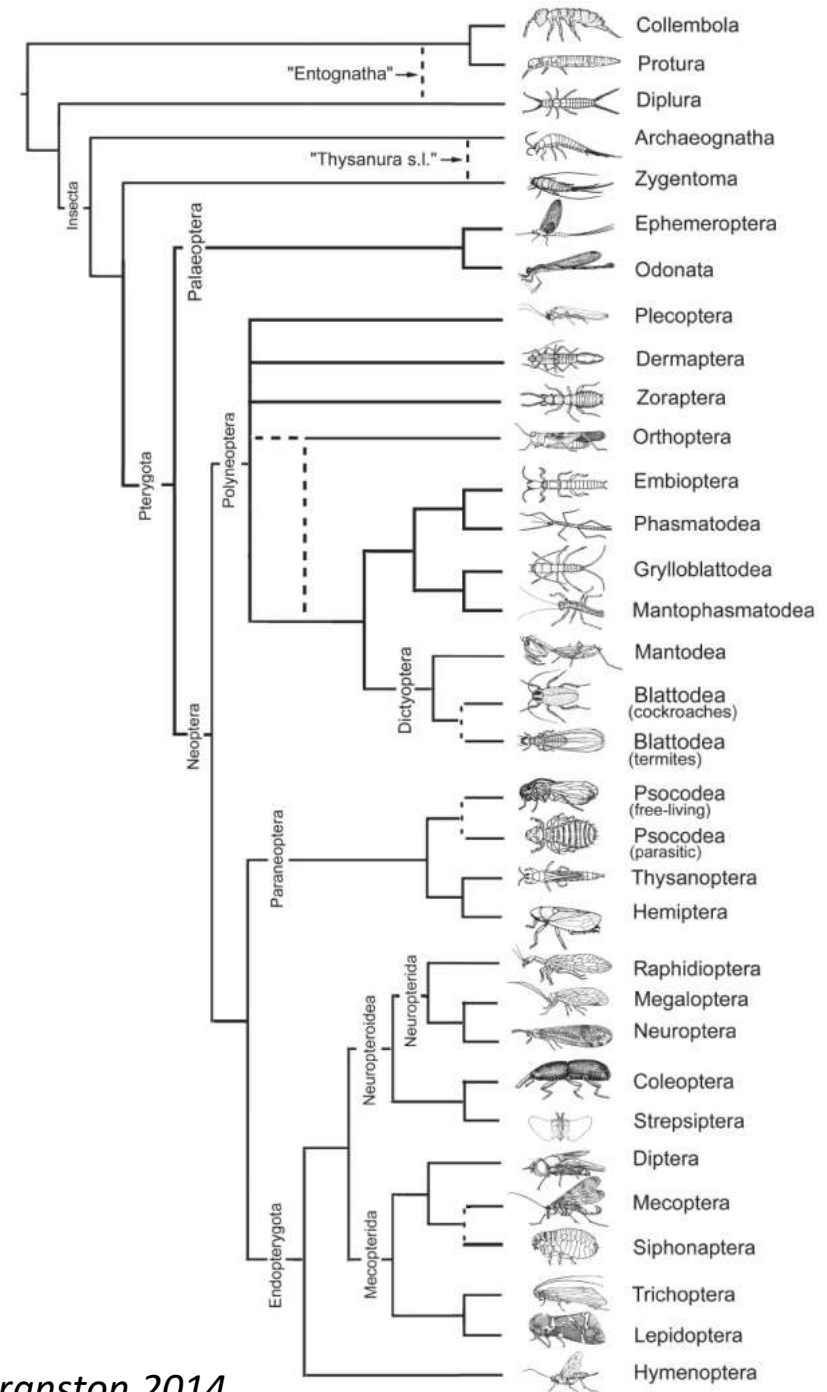 Collembola
Protura
"Entognatha"
Diplura
Archaeognatha
"Thysanura s.l."
Zygentoma
Insecta
Ephemeroptera
Palaeoptera
Odonata
Plecoptera
Dermaptera
Zoraptera
Polyneoptera
Orthoptera
Pterygota
Embioptera
Phasmatodea
Grylloblattodea
Mantophasmatodea
Mantodea
Dictyoptera
Blattodea
(cockroaches)
Neoptera
Blattodea
(termites)
Psocodea
(free-living)
Psocodea
(parasitic)
Paraneoptera
Thysanoptera
Hemiptera
Raphidioptera
Neuropterida
Megaloptera
Neuroptera
Neuropteroidea
Coleoptera
Strepsiptera
Diptera
Mecoptera
Siphonaptera
Endopterygota
Mecopterida
Trichoptera
Lepidoptera
Hymenoptera
ranston 2014